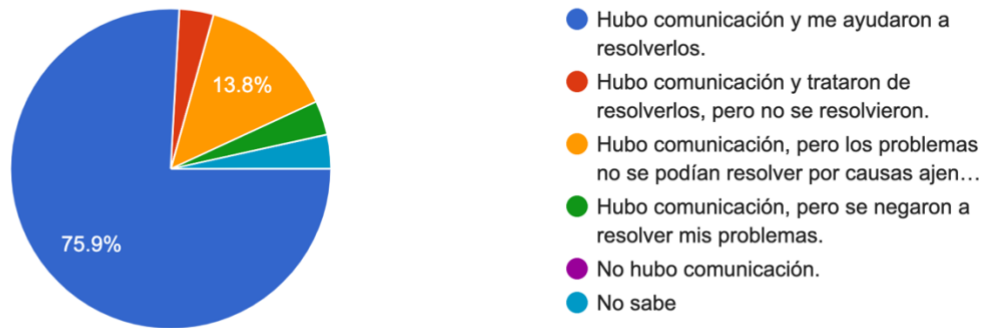 13.8%
75.9%
Hubo comunicación y me ayudaron a
resolverlos.
Hubo comunicación y trataron de
resolverlos, pero no se resolvieron.
Hubo comunicación, pero los problemas
no se podían resolver por causas ajen…
Hubo comunicación, pero se negaron a
resolver mis problemas.
No hubo comunicación.
No sabe